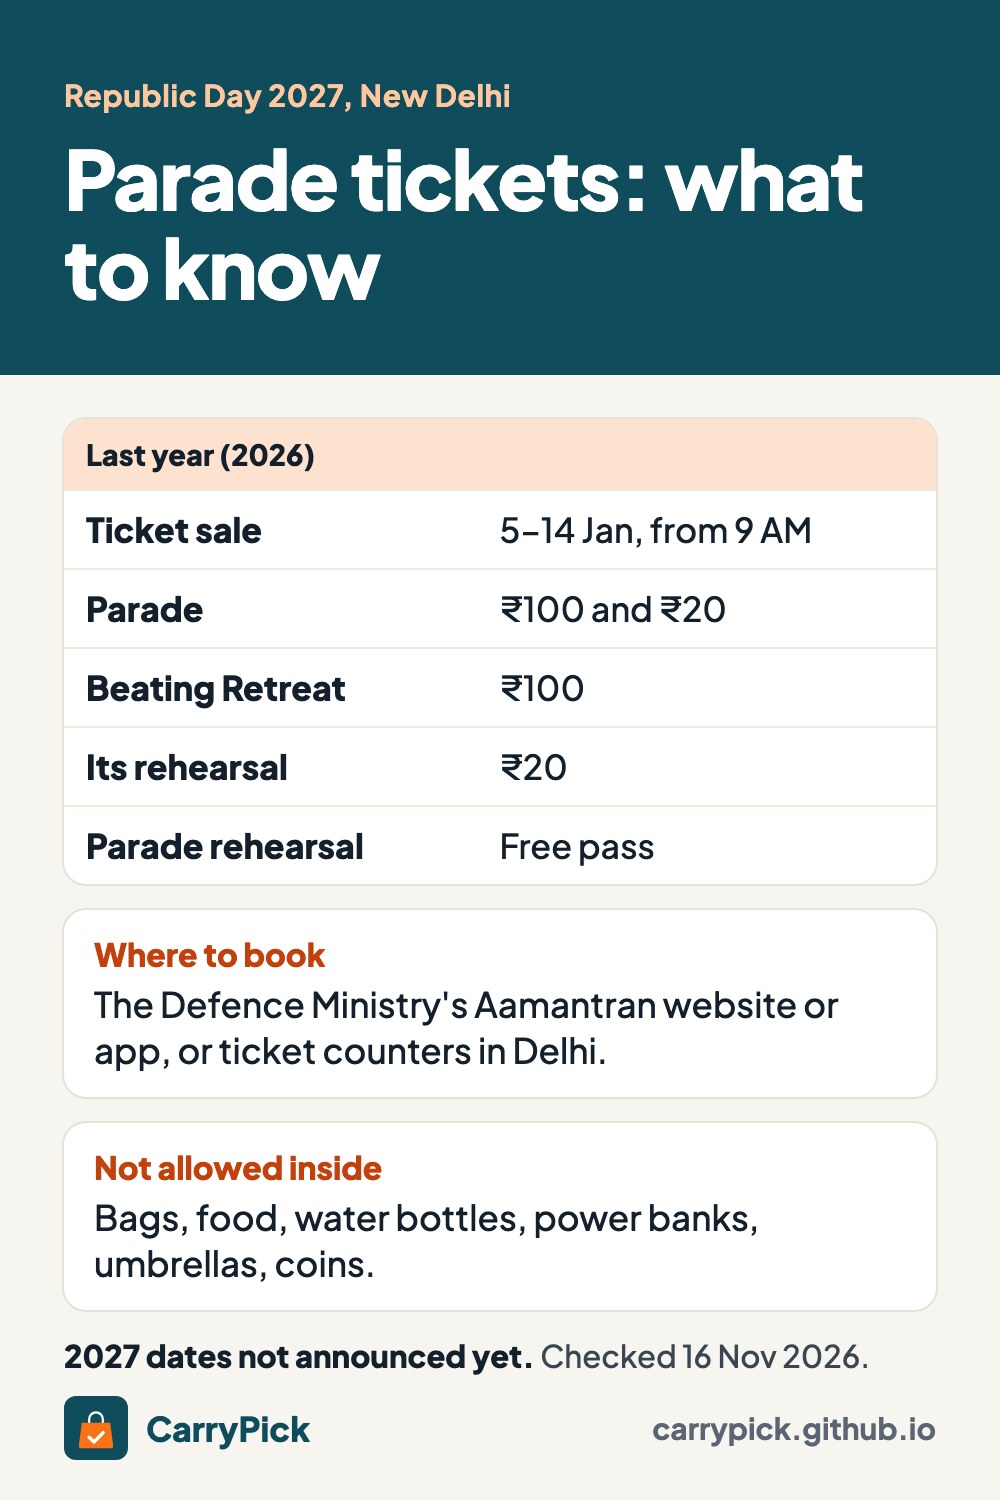 Republic Day 2027, New Delhi
Parade tickets: what
to know
Last year (2026)
Ticket sale 5–14 Jan, from 9 AM
Parade ₹100 and ₹20
Beating Retreat ₹100
Its rehearsal ₹20
Parade rehearsal Free pass
Where to book
The Defence Ministry's Aamantran website or
app, or ticket counters in Delhi.
Not allowed inside
Bags, food, water bottles, power banks,
umbrellas, coins.
2027 dates not announced yet. Checked 16 Nov 2026.
CarryPick carrypick.github.io